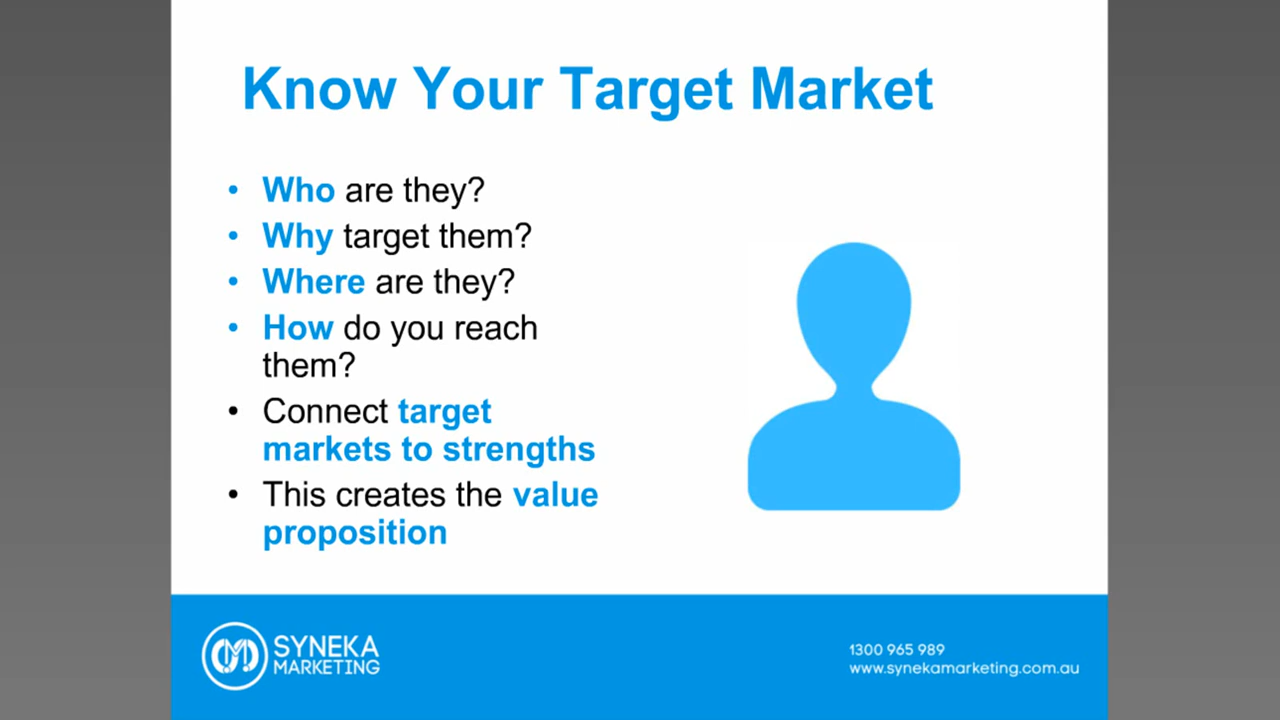 Know Your Target Market
• Who are they?
• Why target them?
• Where are they?
• How do you reach
them?
• Connect target
markets to strengths
• This creates the value
proposition
SYNEKA
MARKETING
1300 965 989
www.synekamarketing.com.au